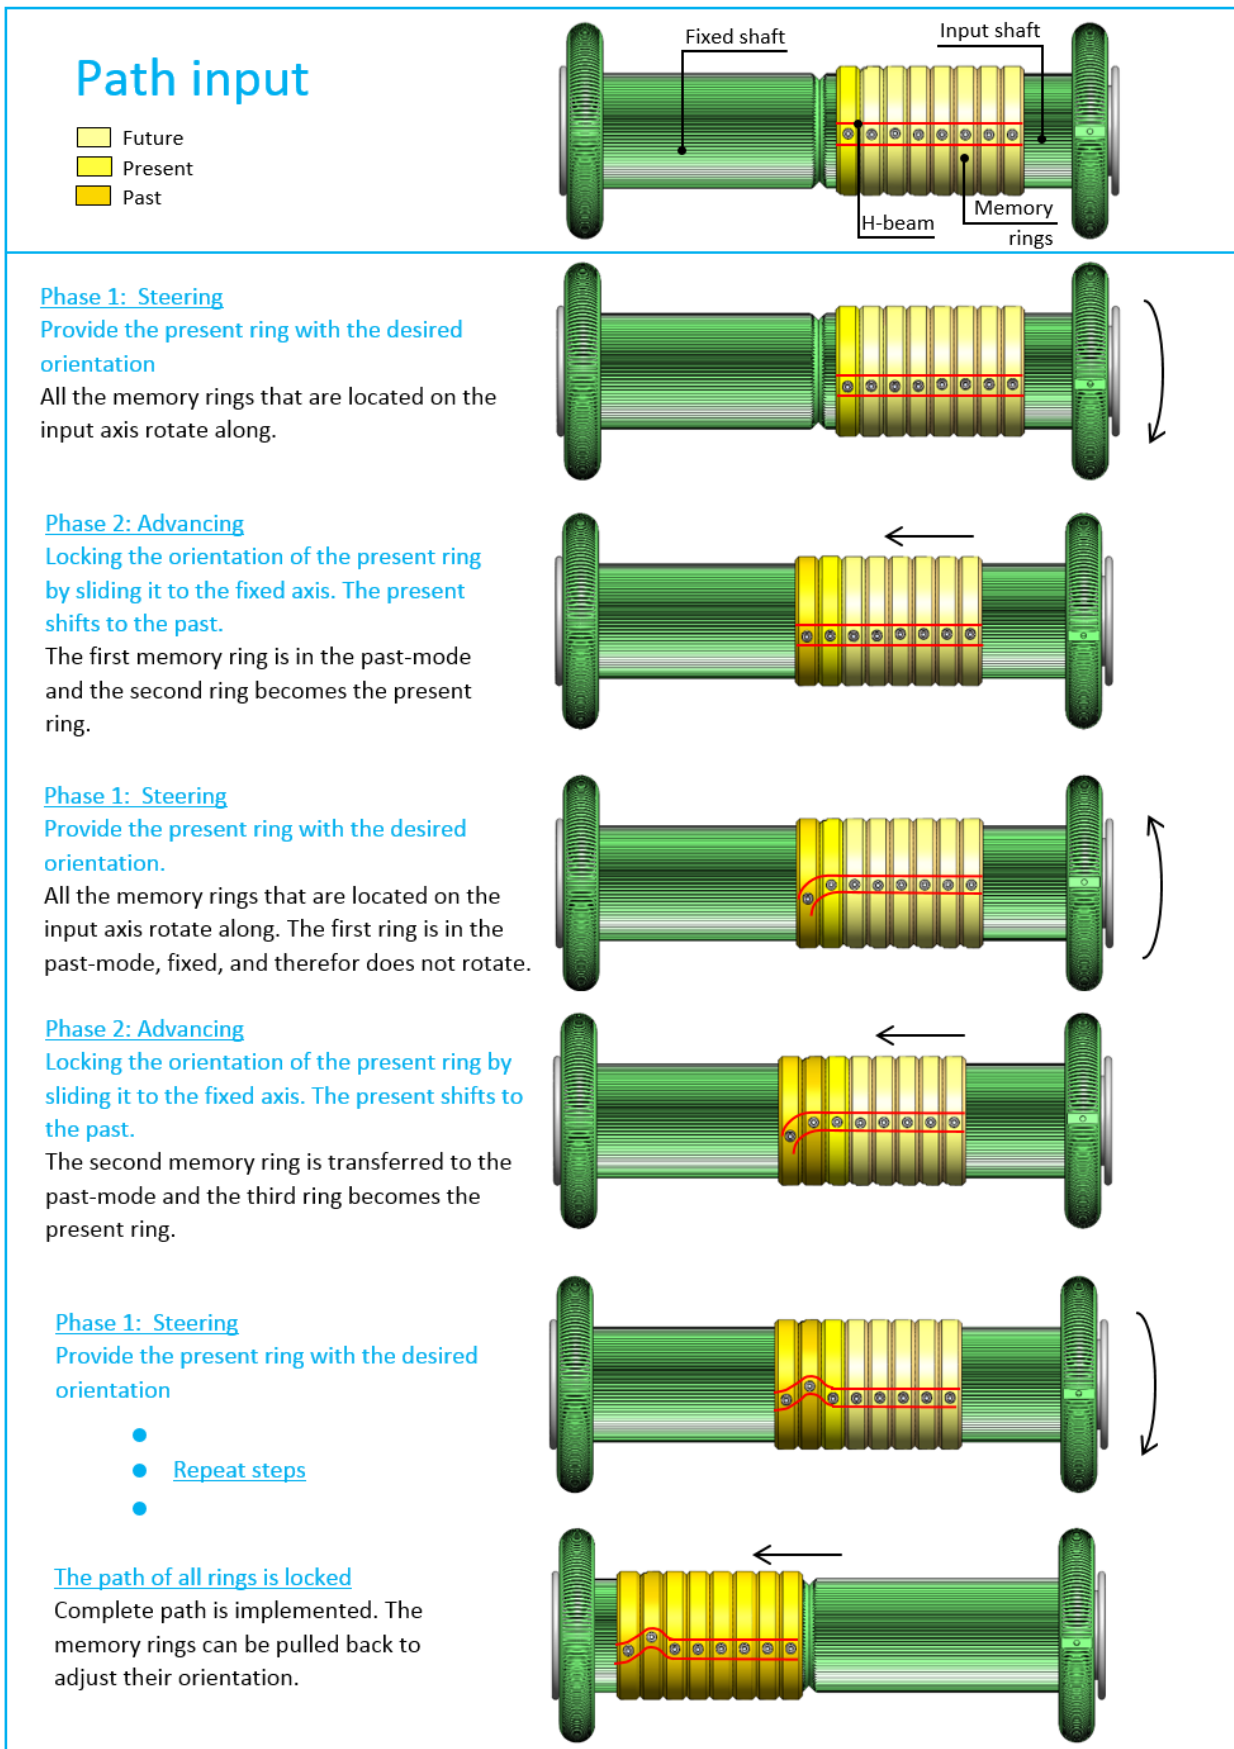 Path input
Future
Present
Past
Fixed shaft
Input shaft
H-beam
Memory
rings
Phase 1:  Steering
Provide the present ring with the desired
orientation
All the memory rings that are located on the
input axis rotate along.
Phase 2: Advancing
Locking the orientation of the present ring
by sliding it to the fixed axis. The present
shifts to the past.
The first memory ring is in the past-mode
and the second ring becomes the present
ring.
Phase 1:  Steering
Provide the present ring with the desired
orientation.
All the memory rings that are located on the
input axis rotate along. The first ring is in the
past-mode, fixed, and therefor does not rotate.
Phase 2: Advancing
Locking the orientation of the present ring by
sliding it to the fixed axis. The present shifts to
the past.
The second memory ring is transferred to the
past-mode and the third ring becomes the
present ring.
Phase 1:  Steering
Provide the present ring with the desired
orientation
Repeat steps
The path of all rings is locked
Complete path is implemented. The
memory rings can be pulled back to
adjust their orientation.